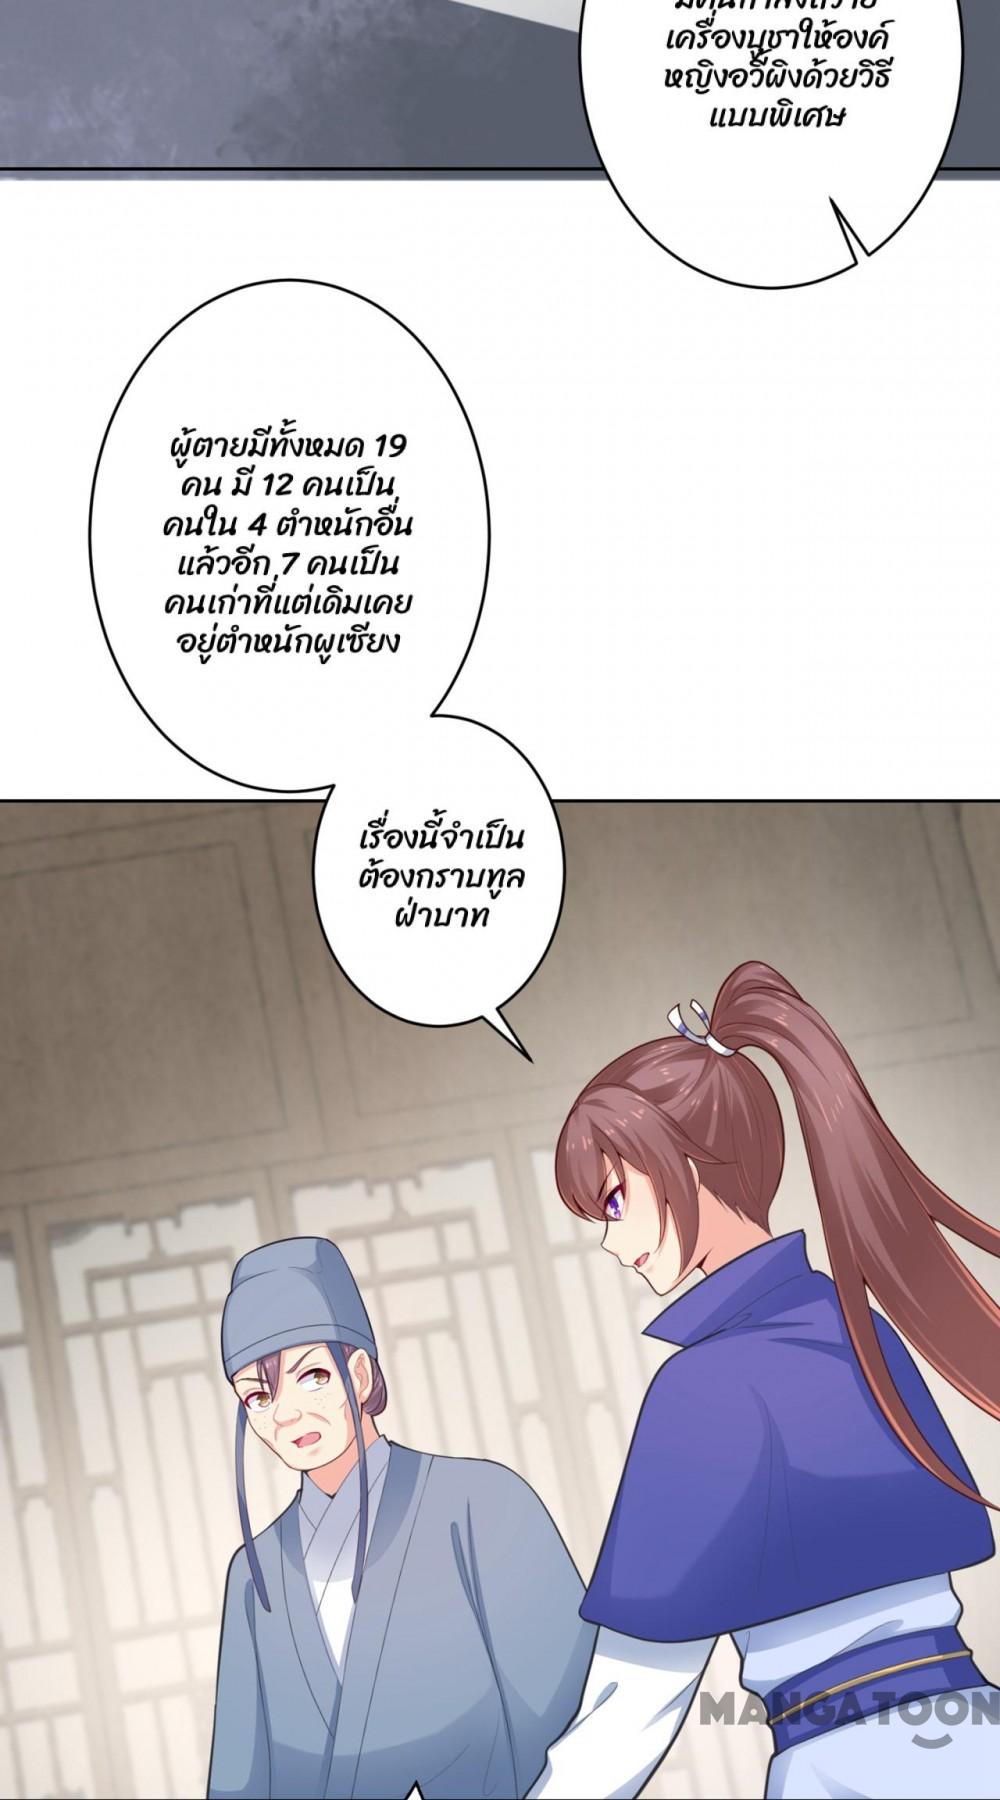 เครื่องบูชาให้องค์
หญิงอวี้ผิงด้วยวิธี
แบบพิเศษ
ผู้ตายมีทั้งหมด 19
คน มี 12 คนเป็น
คนใน 4 ตำหนักอื่น
แล้วอีก 7 คนเป็น
คนเก่าที่แต่เดิมเคย
อยู่ตำหนักผูเซียง
เรื่องนี้จำเป็น
ต้องกราบทูล
ฝ่าบาท
MANGATOON